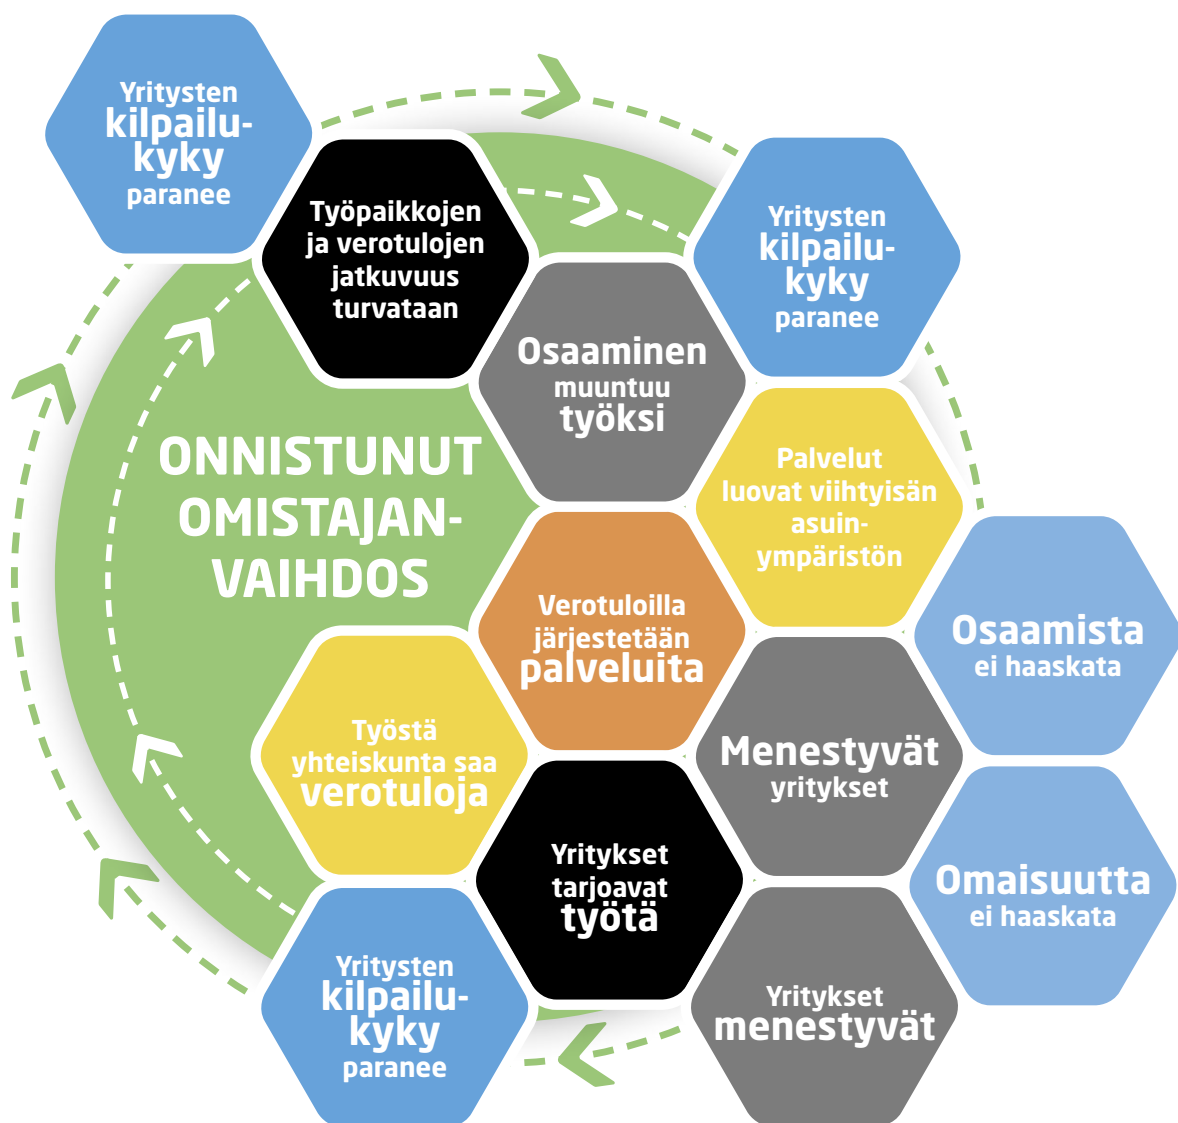 Yritysten
kilpailu-
kyky
paranee
Työpaikkojen
ja verotulojen
jatkuvuus
turvataan
Yritysten
kilpailu-
kyky
paranee
Osaaminen
muuntuu
työksi
ONNISTUNUT
OMISTAJAN-
VAIHDOS
Palvelut
luovat viihtyisän
asuin-
ympäristön
Verotuloilla
järjestetään
palveluita
Osaamista
ei haaskata
Työstä
yhteiskunta saa
verotuloja
Menestyvät
yritykset
Yritykset
tarjoavat
työtä
Omaisuutta
ei haaskata
Yritysten
kilpailu-
kyky
paranee
Yritykset
menestyvät